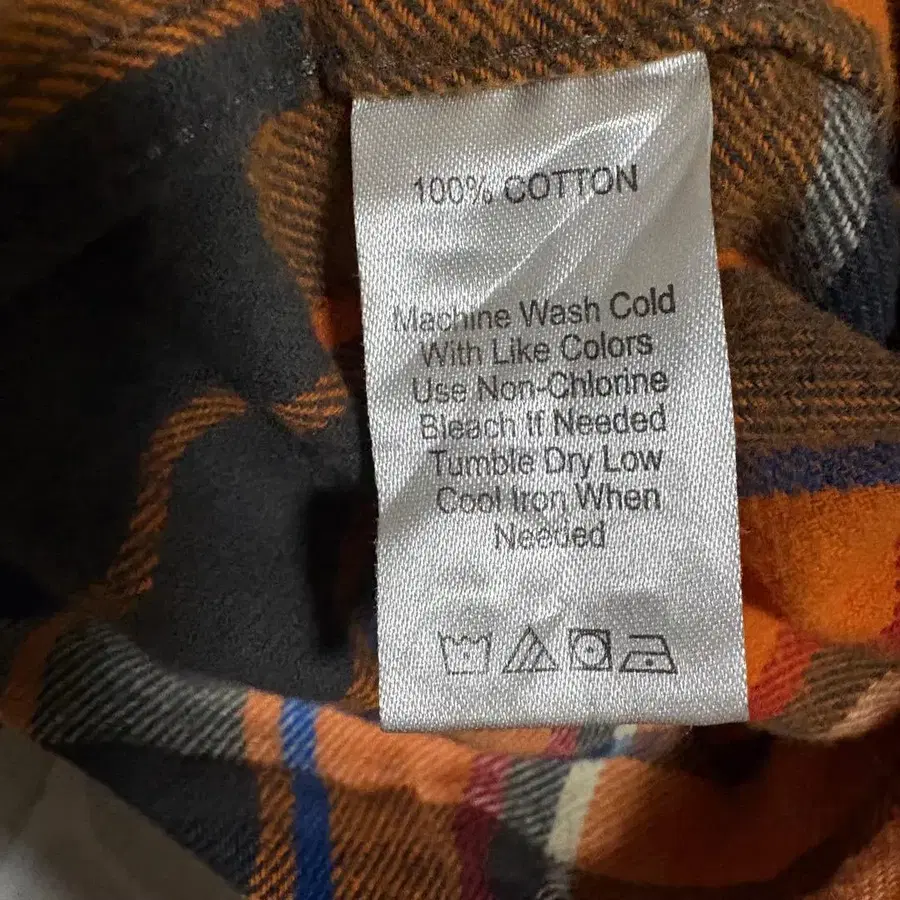 100% COTTON
Machine Wash Cold
With Like Colors
Use Non-Chlorine
Bleach If Needed
Tumble Dry Low
Cool Iron When
Needed